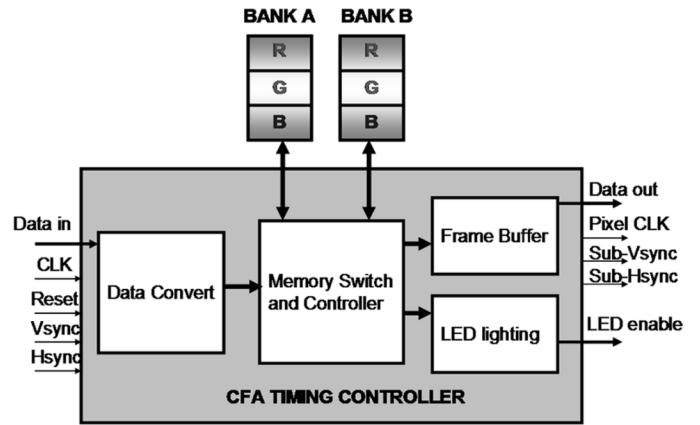 BANK A
BANK B
R
G
B
R
G
B
Data in
CLK
Reset
Vsync
Hsync
Data Convert
Memory Switch
and Controller
Frame Buffer
LED lighting
Data out
Pixel CLK
Sub-Vsync
Sub-Hsync
LED enable
CFA TIMING CONTROLLER